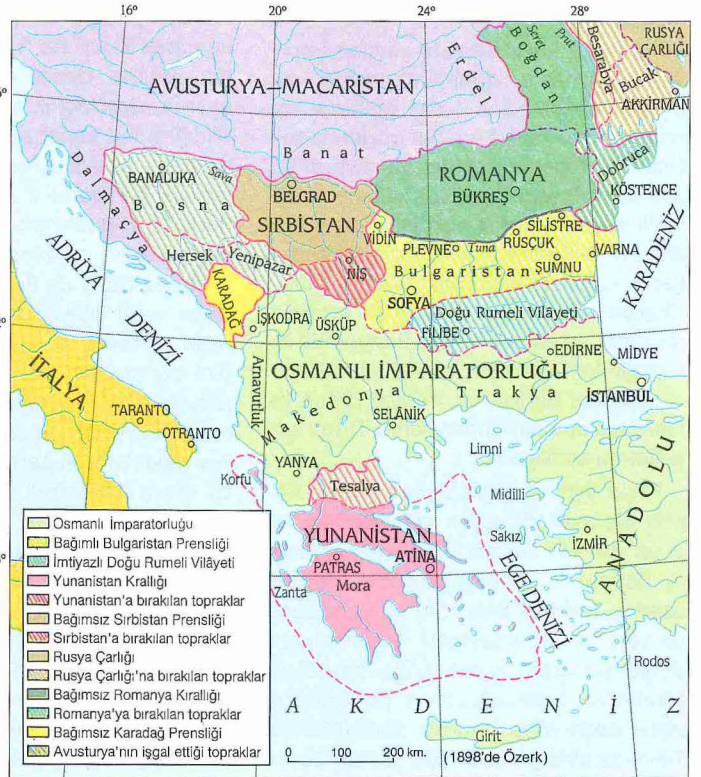 16°
20°
24°
28°
AVUSTURYA–MACARİSTAN
Erdel
Boğdan
Seret
Prut
Besarabya
RUSYA
ÇARLIĞI
Bucak
AKKİRMAN
Banat
Dalmaçya
BANALUKA
Sava
Bosna
BELGRAD
SIRBİSTAN
ROMANYA
BÜKREŞ
Dobruca
KÖSTENCE
VİDİN
SİLİSTRE
PLEVNE
Tuna
RUSÇUK
VARNA
Bulgaristan
ŞUMNU
KARADENİZ
Hersek
Yenipazar
NİŞ
SOFYA
Doğu Rumeli Vilâyeti
FİLİBE
ADRİYA
DENİZİ
KARADAĞ
İŞKODRA
ÜSKÜP
EDİRNE
MİDYE
İSTANBUL
OSMANLI İMPARATORLUĞU
İTALYA
Arnavutluk
Makedonya
Trakya
TARANTO
OTRANTO
SELÂNİK
YANYA
Korfu
Tesalya
Limni
Midilli
ANADOLU
YUNANİSTAN
Sakız
İZMİR
PATRAS
ATİNA
EGE DENİZİ
Zanta
Mora
Rodos
AKDENİZ
Girit
(1898'de Özerk)
Osmanlı İmparatorluğu
Bağımlı Bulgaristan Prensliği
İmtiyazlı Doğu Rumeli Vilâyeti
Yunanistan Krallığı
Yunanistan'a bırakılan topraklar
Bağımsız Sırbistan Prensliği
Sırbistan'a bırakılan topraklar
Rusya Çarlığı
Rusya Çarlığı'na bırakılan topraklar
Bağımsız Romanya Kırallığı
Romanya'ya bırakılan topraklar
Bağımsız Karadağ Prensliği
Avusturya'nın işgal ettiği topraklar
0 100 200 km.